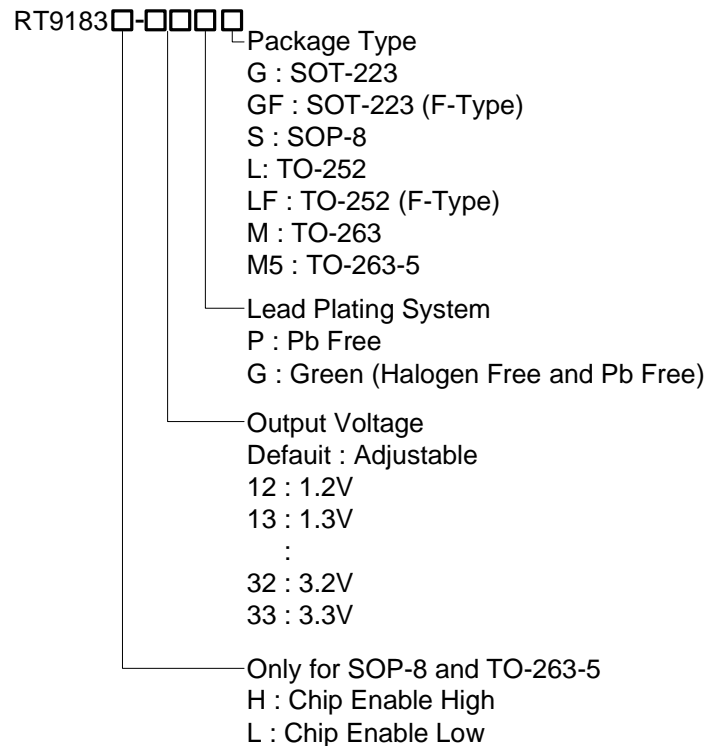 RT9183□-□□□□
Package Type
G : SOT-223
GF : SOT-223 (F-Type)
S : SOP-8
L: TO-252
LF : TO-252 (F-Type)
M : TO-263
M5 : TO-263-5
Lead Plating System
P : Pb Free
G : Green (Halogen Free and Pb Free)
Output Voltage
Defauit : Adjustable
12 : 1.2V
13 : 1.3V
:
32 : 3.2V
33 : 3.3V
Only for SOP-8 and TO-263-5
H : Chip Enable High
L : Chip Enable Low